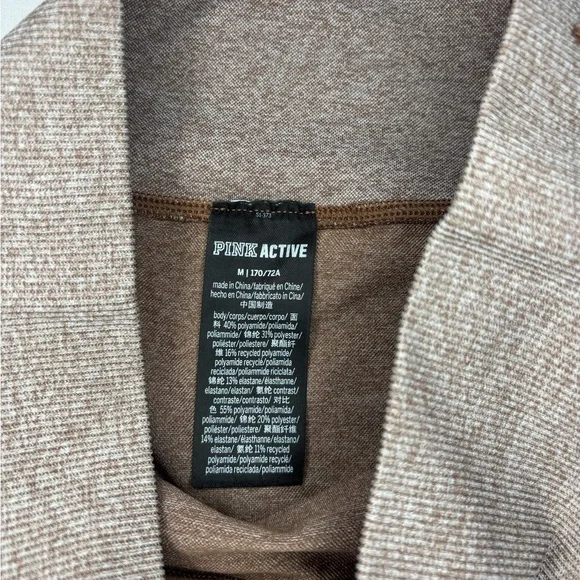 51-373
PINK ACTIVE
M | 170/72A
made in China/fabriqué en Chine/
hecho en China/fabbricato in Cina/
中国制造
body/corps/cuerpo/corpo/ 面
料 40% polyamide/poliamida/
poliammide/ 锦纶 31% polyester/
poliéster/poliestere/ 聚酯纤
维 16% recycled polyamide/
polyamide recyclé/poliamida
reciclada/poliammide riciclata/
锦纶 13% elastane/élasthanne/
elastano/elastan/ 氨纶 contrast/
contraste/contrasto/ 对比
色 55% polyamide/poliamida/
poliammide/ 锦纶 20% polyester/
poliéster/poliestere/ 聚酯纤维
14% elastane/élasthanne/elastano/
elastan/ 氨纶 11% recycled
polyamide/polyamide recyclé/
poliamida reciclada/poliammide